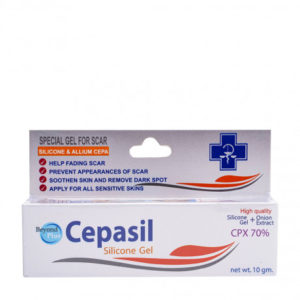 SPECIAL GEL FOR SCAR
SILICONE & ALLIUM CEPA
HELP FADING SCAR
PREVENT APPEARANCES OF SCAR
SOOTHEN SKIN AND REMOVE DARK SPOT
APPLY FOR ALL SENSITIVE SKINS
Beyond Plus
Cepasil
Silicone Gel
High quality
Silicone Gel + Onion Extract
CPX 70%
net wt. 10 gm.